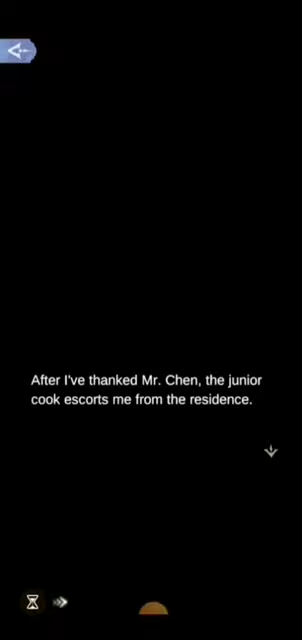 After I've thanked Mr. Chen, the junior
cook escorts me from the residence.